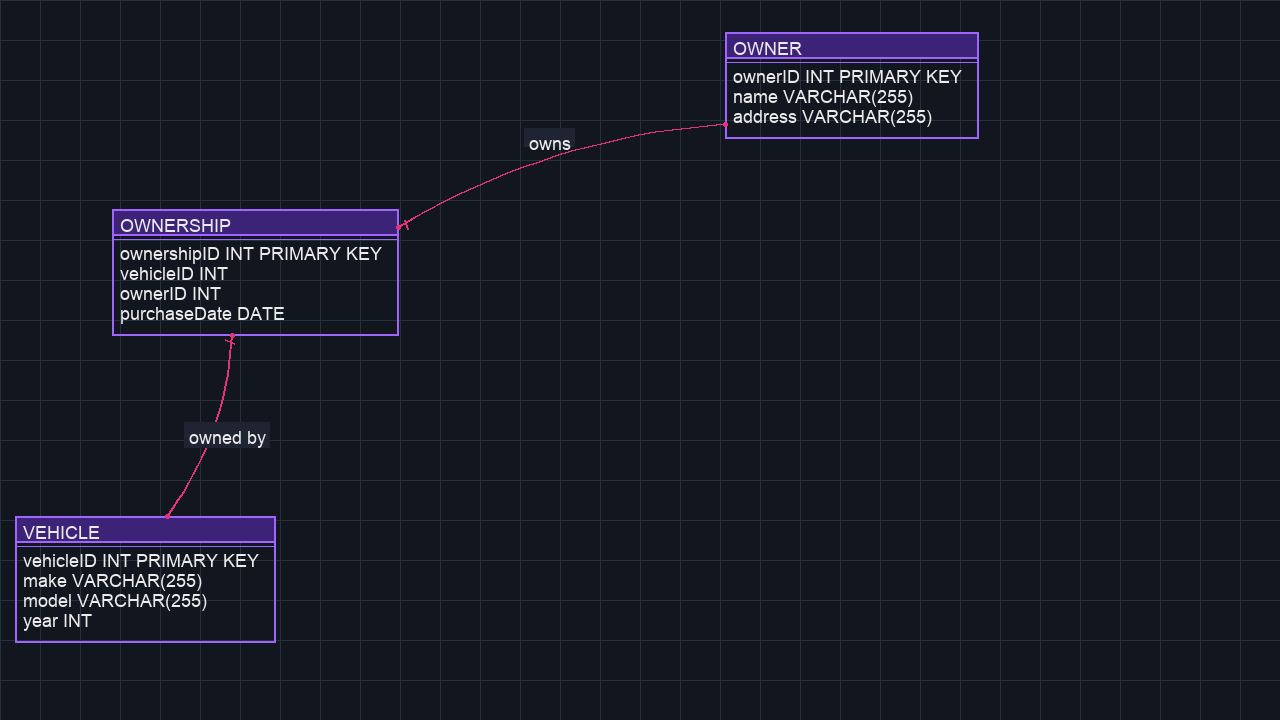 OWNER
ownerID INT PRIMARY KEY
name VARCHAR(255)
address VARCHAR(255)
owns
OWNERSHIP
ownershipID INT PRIMARY KEY
vehicleID INT
ownerID INT
purchaseDate DATE
owned by
VEHICLE
vehicleID INT PRIMARY KEY
make VARCHAR(255)
model VARCHAR(255)
year INT